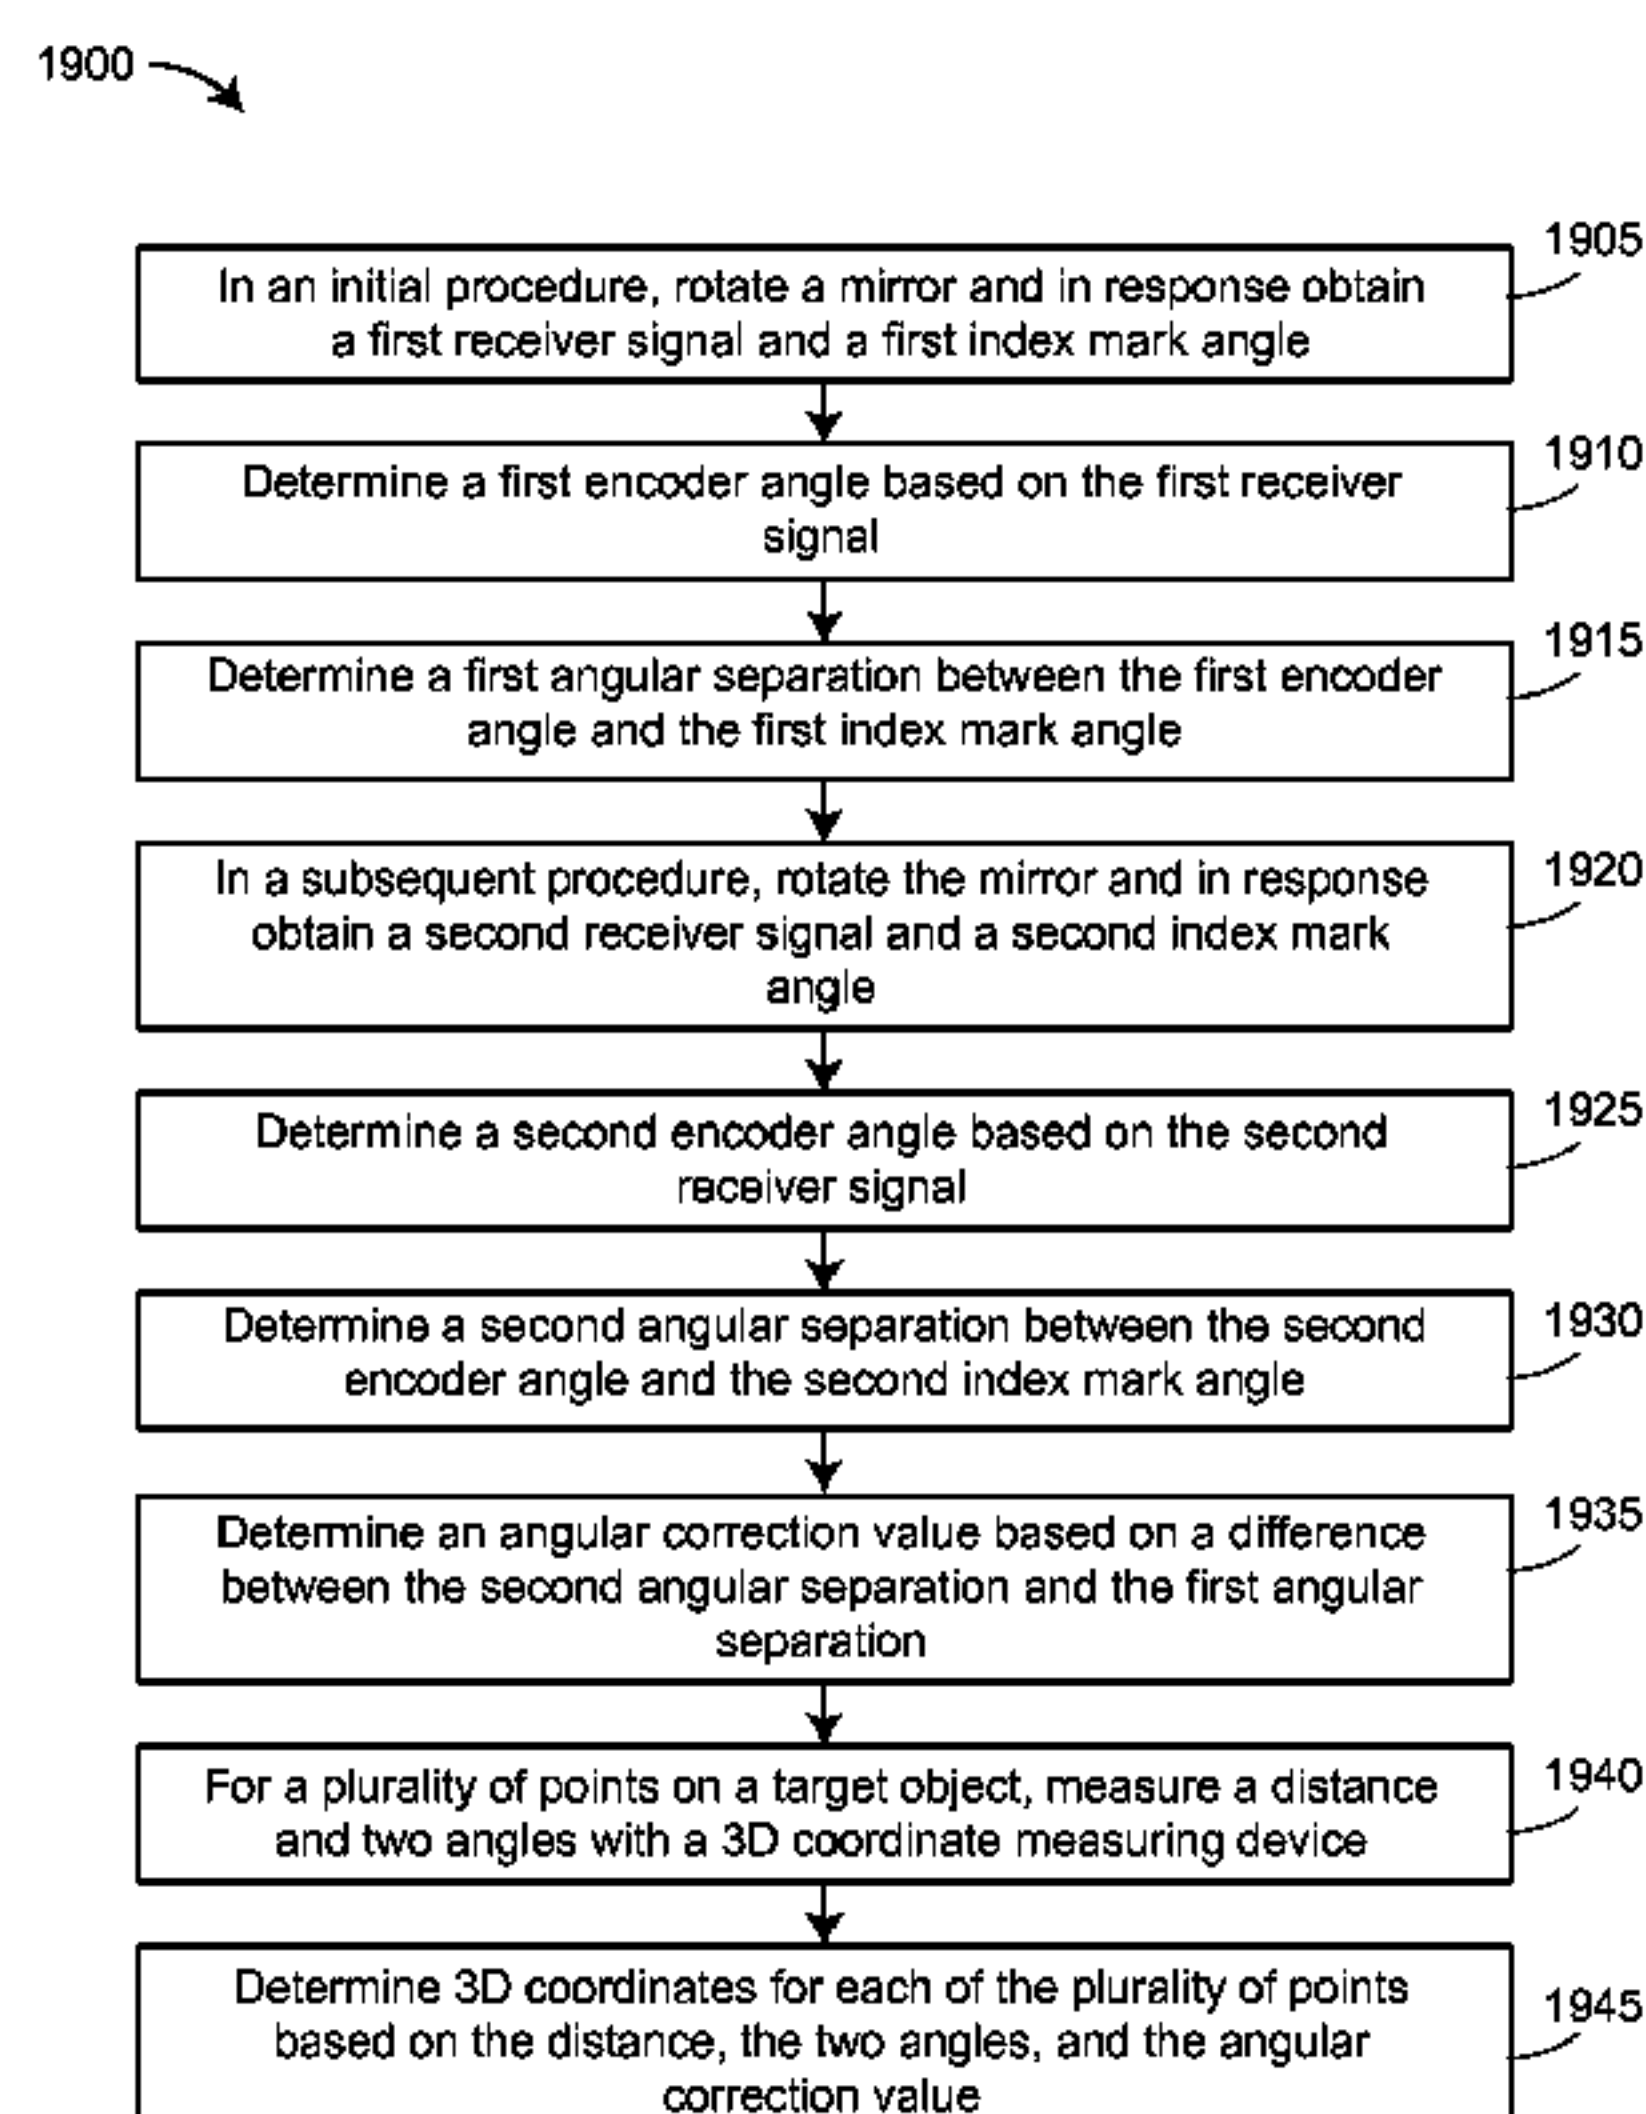 1900
1905
In an initial procedure, rotate a mirror and in response obtain
a first receiver signal and a first index mark angle
1910
Determine a first encoder angle based on the first receiver
signal
1915
Determine a first angular separation between the first encoder
angle and the first index mark angle
1920
In a subsequent procedure, rotate the mirror and in response
obtain a second receiver signal and a second index mark
angle
1925
Determine a second encoder angle based on the second
receiver signal
1930
Determine a second angular separation between the second
encoder angle and the second index mark angle
1935
Determine an angular correction value based on a difference
between the second angular separation and the first angular
separation
1940
For a plurality of points on a target object, measure a distance
and two angles with a 3D coordinate measuring device
1945
Determine 3D coordinates for each of the plurality of points
based on the distance, the two angles, and the angular
correction value